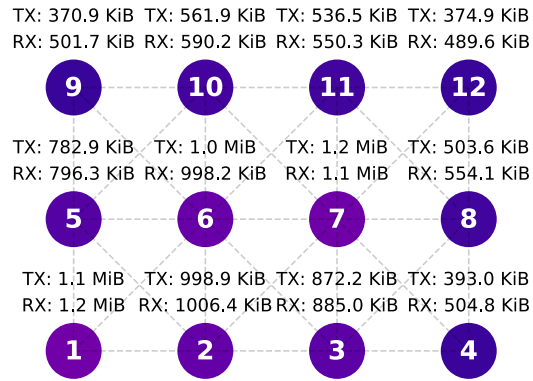 TX: 370.9 KiB TX: 561.9 KiB TX: 536.5 KiB TX: 374.9 KiB
RX: 501.7 KiB RX: 590.2 KiB RX: 550.3 KiB RX: 489.6 KiB
9 10 11 12
TX: 782.9 KiB TX: 1.0 MiB TX: 1.2 MiB TX: 503.6 KiB
RX: 796.3 KiB RX: 998.2 KiB RX: 1.1 MiB RX: 554.1 KiB
5 6 7 8
TX: 1.1 MiB TX: 998.9 KiB TX: 872.2 KiB TX: 393.0 KiB
RX: 1.2 MiB RX: 1006.4 KiB RX: 885.0 KiB RX: 504.8 KiB
1 2 3 4